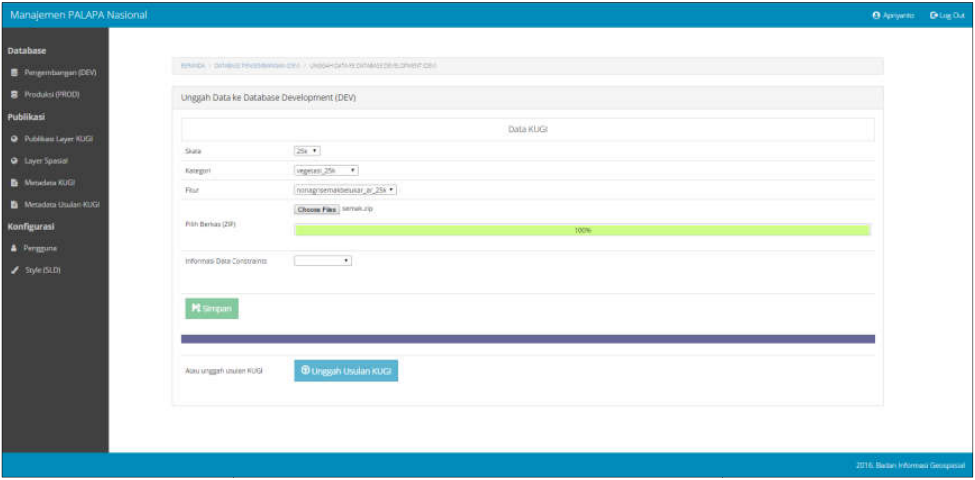 Manajemen PALAPA Nasional
Apriyanto
Log Out
Database
Pengembangan (DEV)
Produksi (PROD)
Publikasi
Publikasi Layer KUGI
Layer Spasial
Metadata KUGI
Metadata Usulan KUGI
Konfigurasi
Pengguna
Style (SLD)
BERANDA / DATABASE PENGEMBANGAN (DEV) / UNGGAH DATA KE DATABASE DEVELOPMENT (DEV)
Unggah Data ke Database Development (DEV)
Data KUGI
Skala 25k
Kategori vegetasi_25k
Fitur nonagrisemakbelukar_ar_25k
Pilih Berkas (ZIP) Choose Files semak.zip
100%
Informasi Data Constraints
Simpan
Atau unggah usulan KUGI Unggah Usulan KUGI
2016. Badan Informasi Geospasial